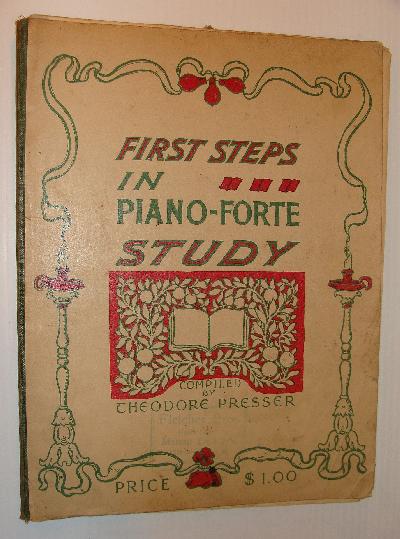 FIRST STEPS
IN
PIANO-FORTE
STUDY
COMPILED
BY
THEODORE PRESSER
PRICE $1.00